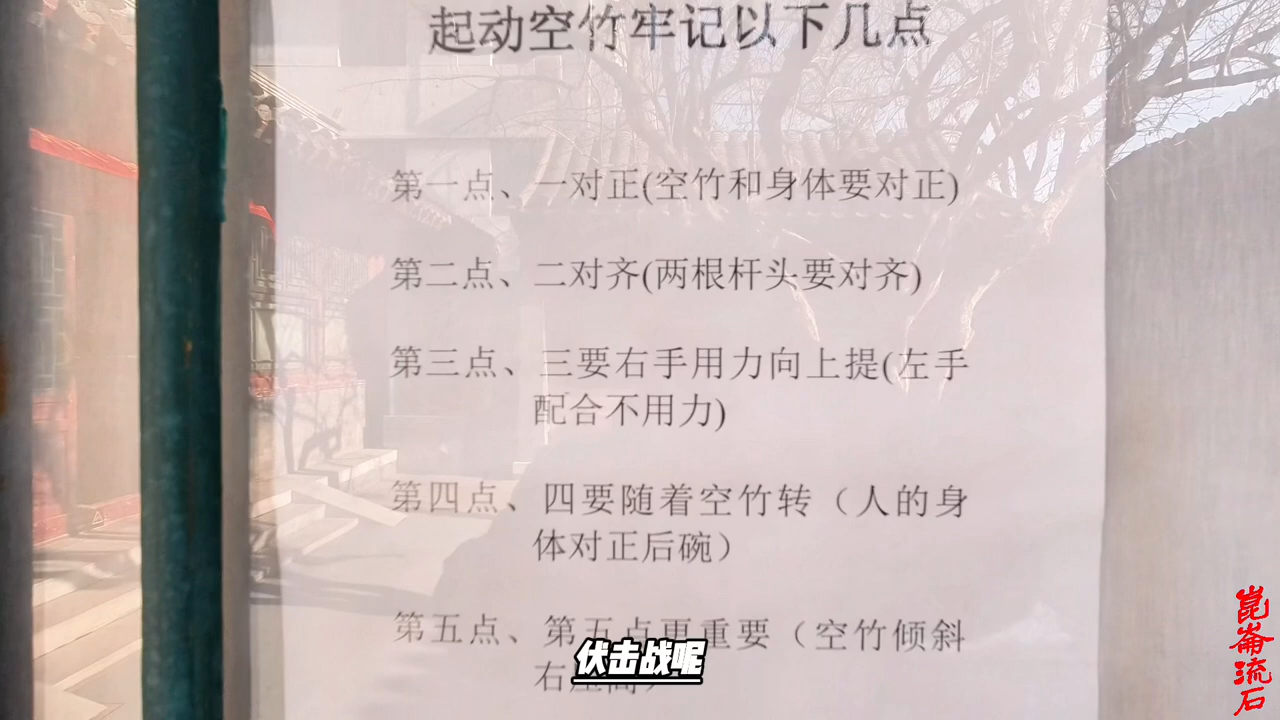 起动空竹牢记以下几点
第一点、一对正(空竹和身体要对正)
第二点、二对齐(两根杆头要对齐)
第三点、三要右手用力向上提(左手
配合不用力)
第四点、四要随着空竹转（人的身
体对正后碗）
第五点、第五点更重要（空竹倾斜
右
伏击战呢
崑崙流石